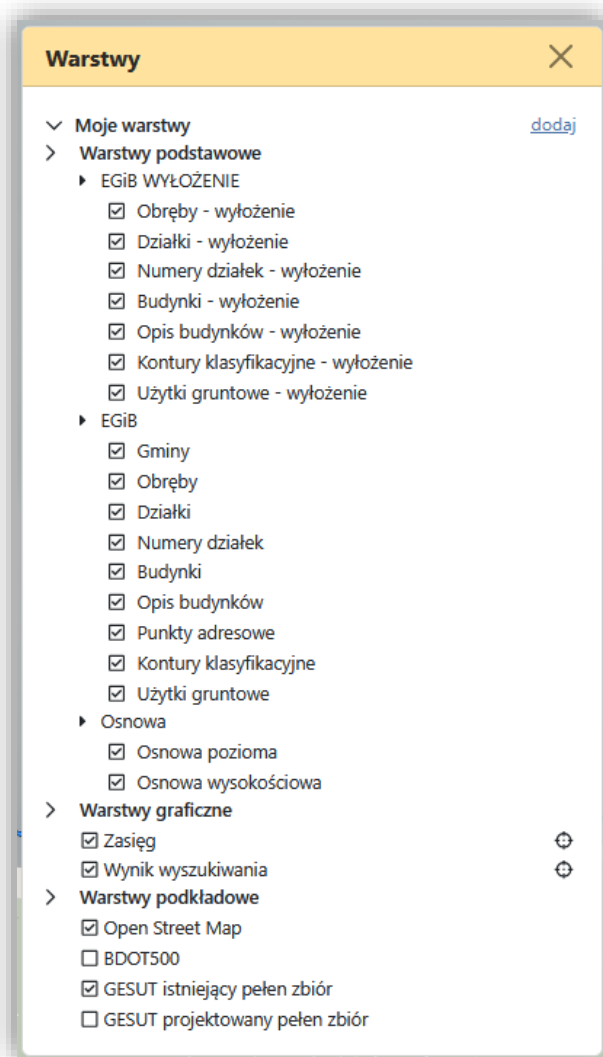 Warstwy
Moje warstwy dodaj
Warstwy podstawowe
EGiB WYŁOŻENIE
Obręby - wyłożenie
Działki - wyłożenie
Numery działek - wyłożenie
Budynki - wyłożenie
Opis budynków - wyłożenie
Kontury klasyfikacyjne - wyłożenie
Użytki gruntowe - wyłożenie
EGiB
Gminy
Obręby
Działki
Numery działek
Budynki
Opis budynków
Punkty adresowe
Kontury klasyfikacyjne
Użytki gruntowe
Osnowa
Osnowa pozioma
Osnowa wysokościowa
Warstwy graficzne
Zasięg
Wynik wyszukiwania
Warstwy podkładowe
Open Street Map
BDOT500
GESUT istniejący pełen zbiór
GESUT projektowany pełen zbiór